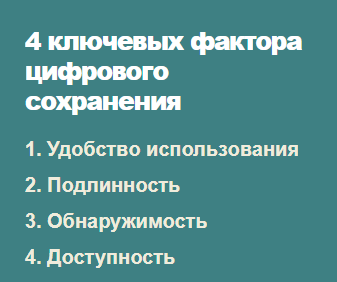 4 ключевых фактора
цифрового
сохранения
1. Удобство использования
2. Подлинность
3. Обнаружимость
4. Доступность